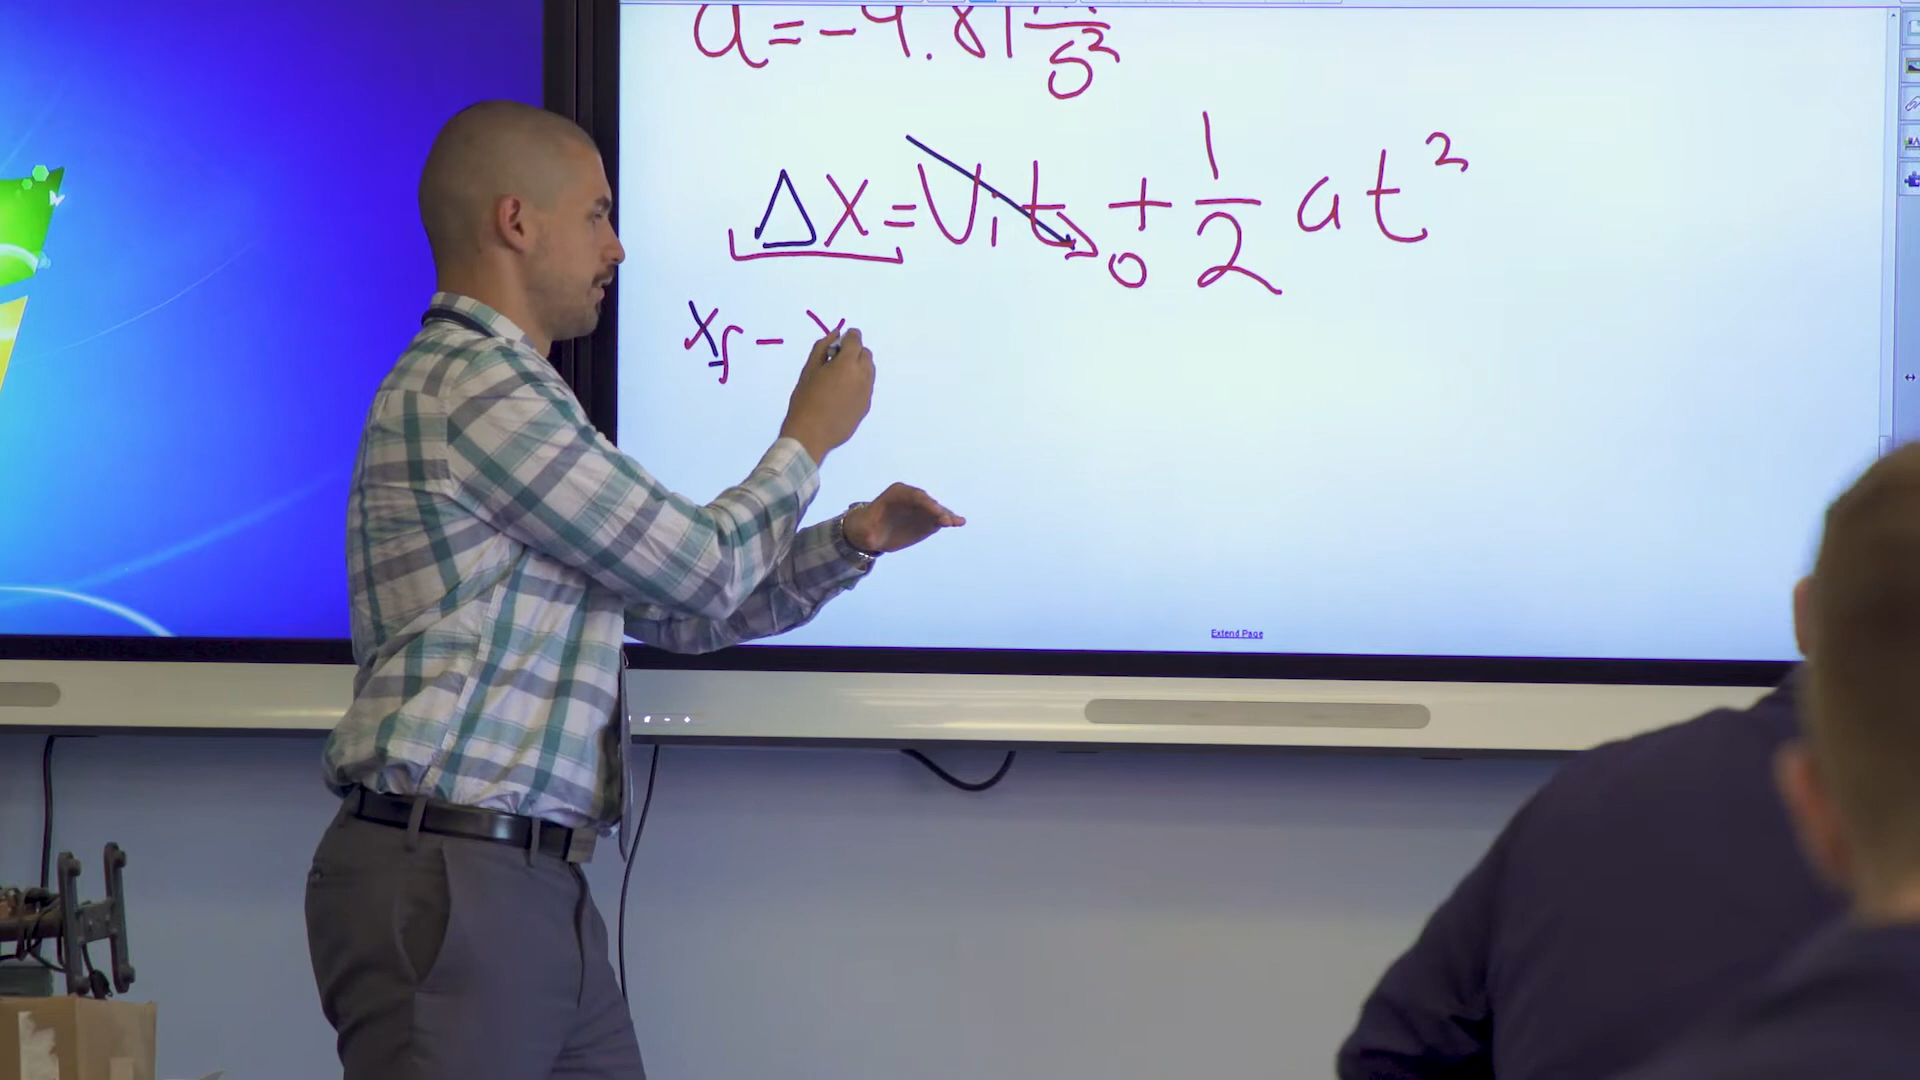 a = -9.81 m/s²
Δx = Vit → 0 + 1/2 at²
xf - x
Extend Page